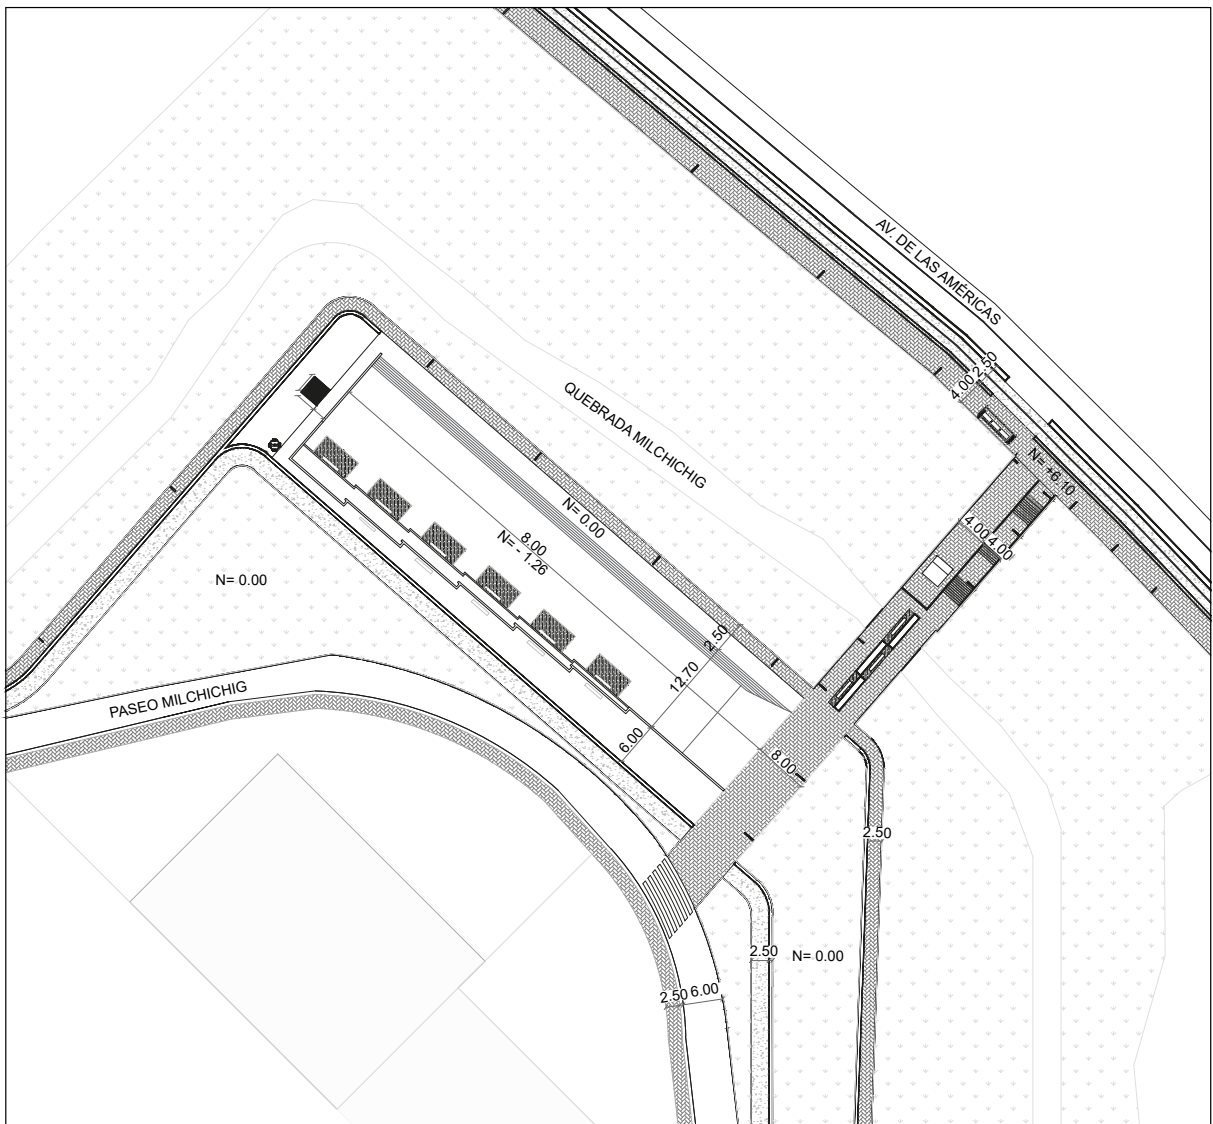 AV. DE LAS AMÉRICAS
4.00
2.50
QUEBRADA MILCHICHIG
N= +6.10
N= 0.00
8.00
N= - 1.26
4.00
4.00
N= 0.00
2.50
12.70
6.00
8.00
PASEO MILCHICHIG
2.50
2.50
N= 0.00
2.50
6.00